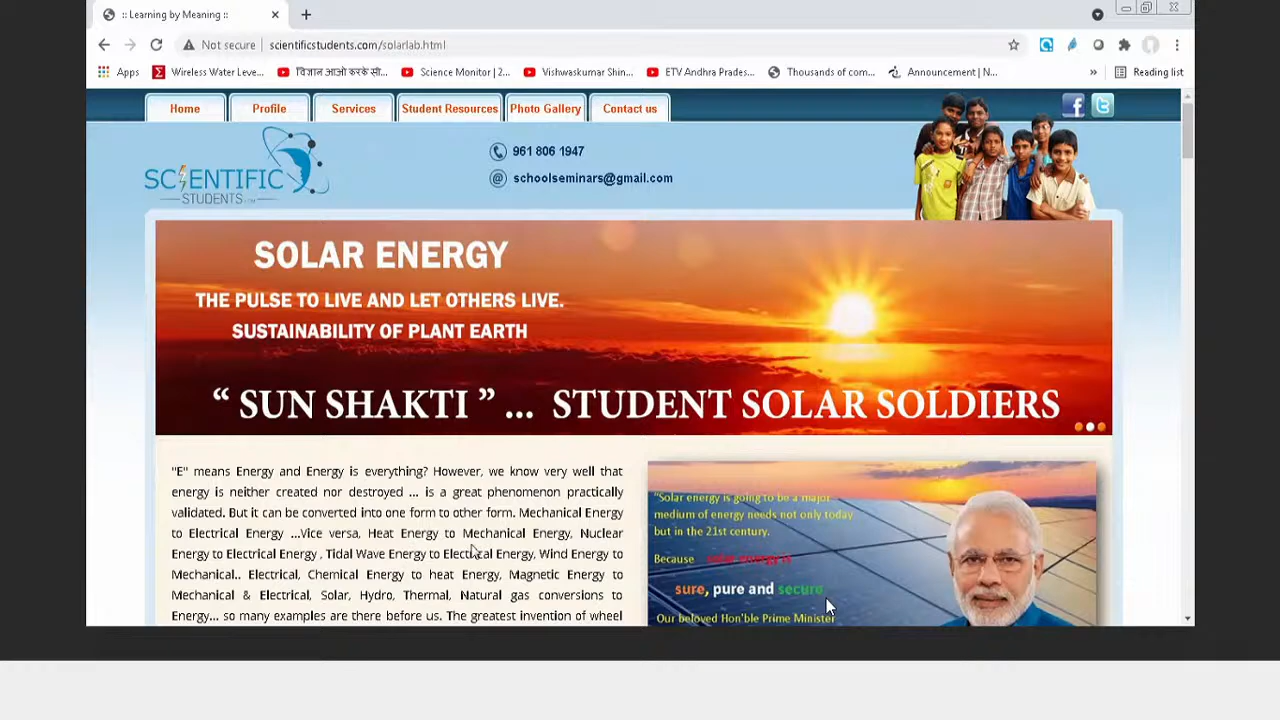 :: Learning by Meaning ::
Not secure
scientificstudents.com/solarlab.html
Apps
Wireless Water Leve...
विज्ञान आओ करके सी...
Science Monitor | 2...
Vishwaskumar Shin...
ETV Andhra Prades...
Thousands of com...
Announcement | N...
»
Reading list
Home
Profile
Services
Student Resources
Photo Gallery
Contact us
961 806 1947
schoolseminars@gmail.com
SCIENTIFIC
STUDENTS
SOLAR ENERGY
THE PULSE TO LIVE AND LET OTHERS LIVE.
SUSTAINABILITY OF PLANT EARTH
“ SUN SHAKTI ” ... STUDENT SOLAR SOLDIERS
"E" means Energy and Energy is everything? However, we know very well that
energy is neither created nor destroyed ... is a great phenomenon practically
validated. But it can be converted into one form to other form. Mechanical Energy
to Electrical Energy ...Vice versa, Heat Energy to Mechanical Energy, Nuclear
Energy to Electrical Energy , Tidal Wave Energy to Electrical Energy, Wind Energy to
Mechanical.. Electrical, Chemical Energy to heat Energy, Magnetic Energy to
Mechanical & Electrical, Solar, Hydro, Thermal, Natural gas conversions to
Energy... so many examples are there before us. The greatest invention of wheel
"Solar energy is going to be a major
medium of energy needs not only today
but in the 21st century.
Because solar energy is
sure, pure and secure
Our beloved Hon'ble Prime Minister